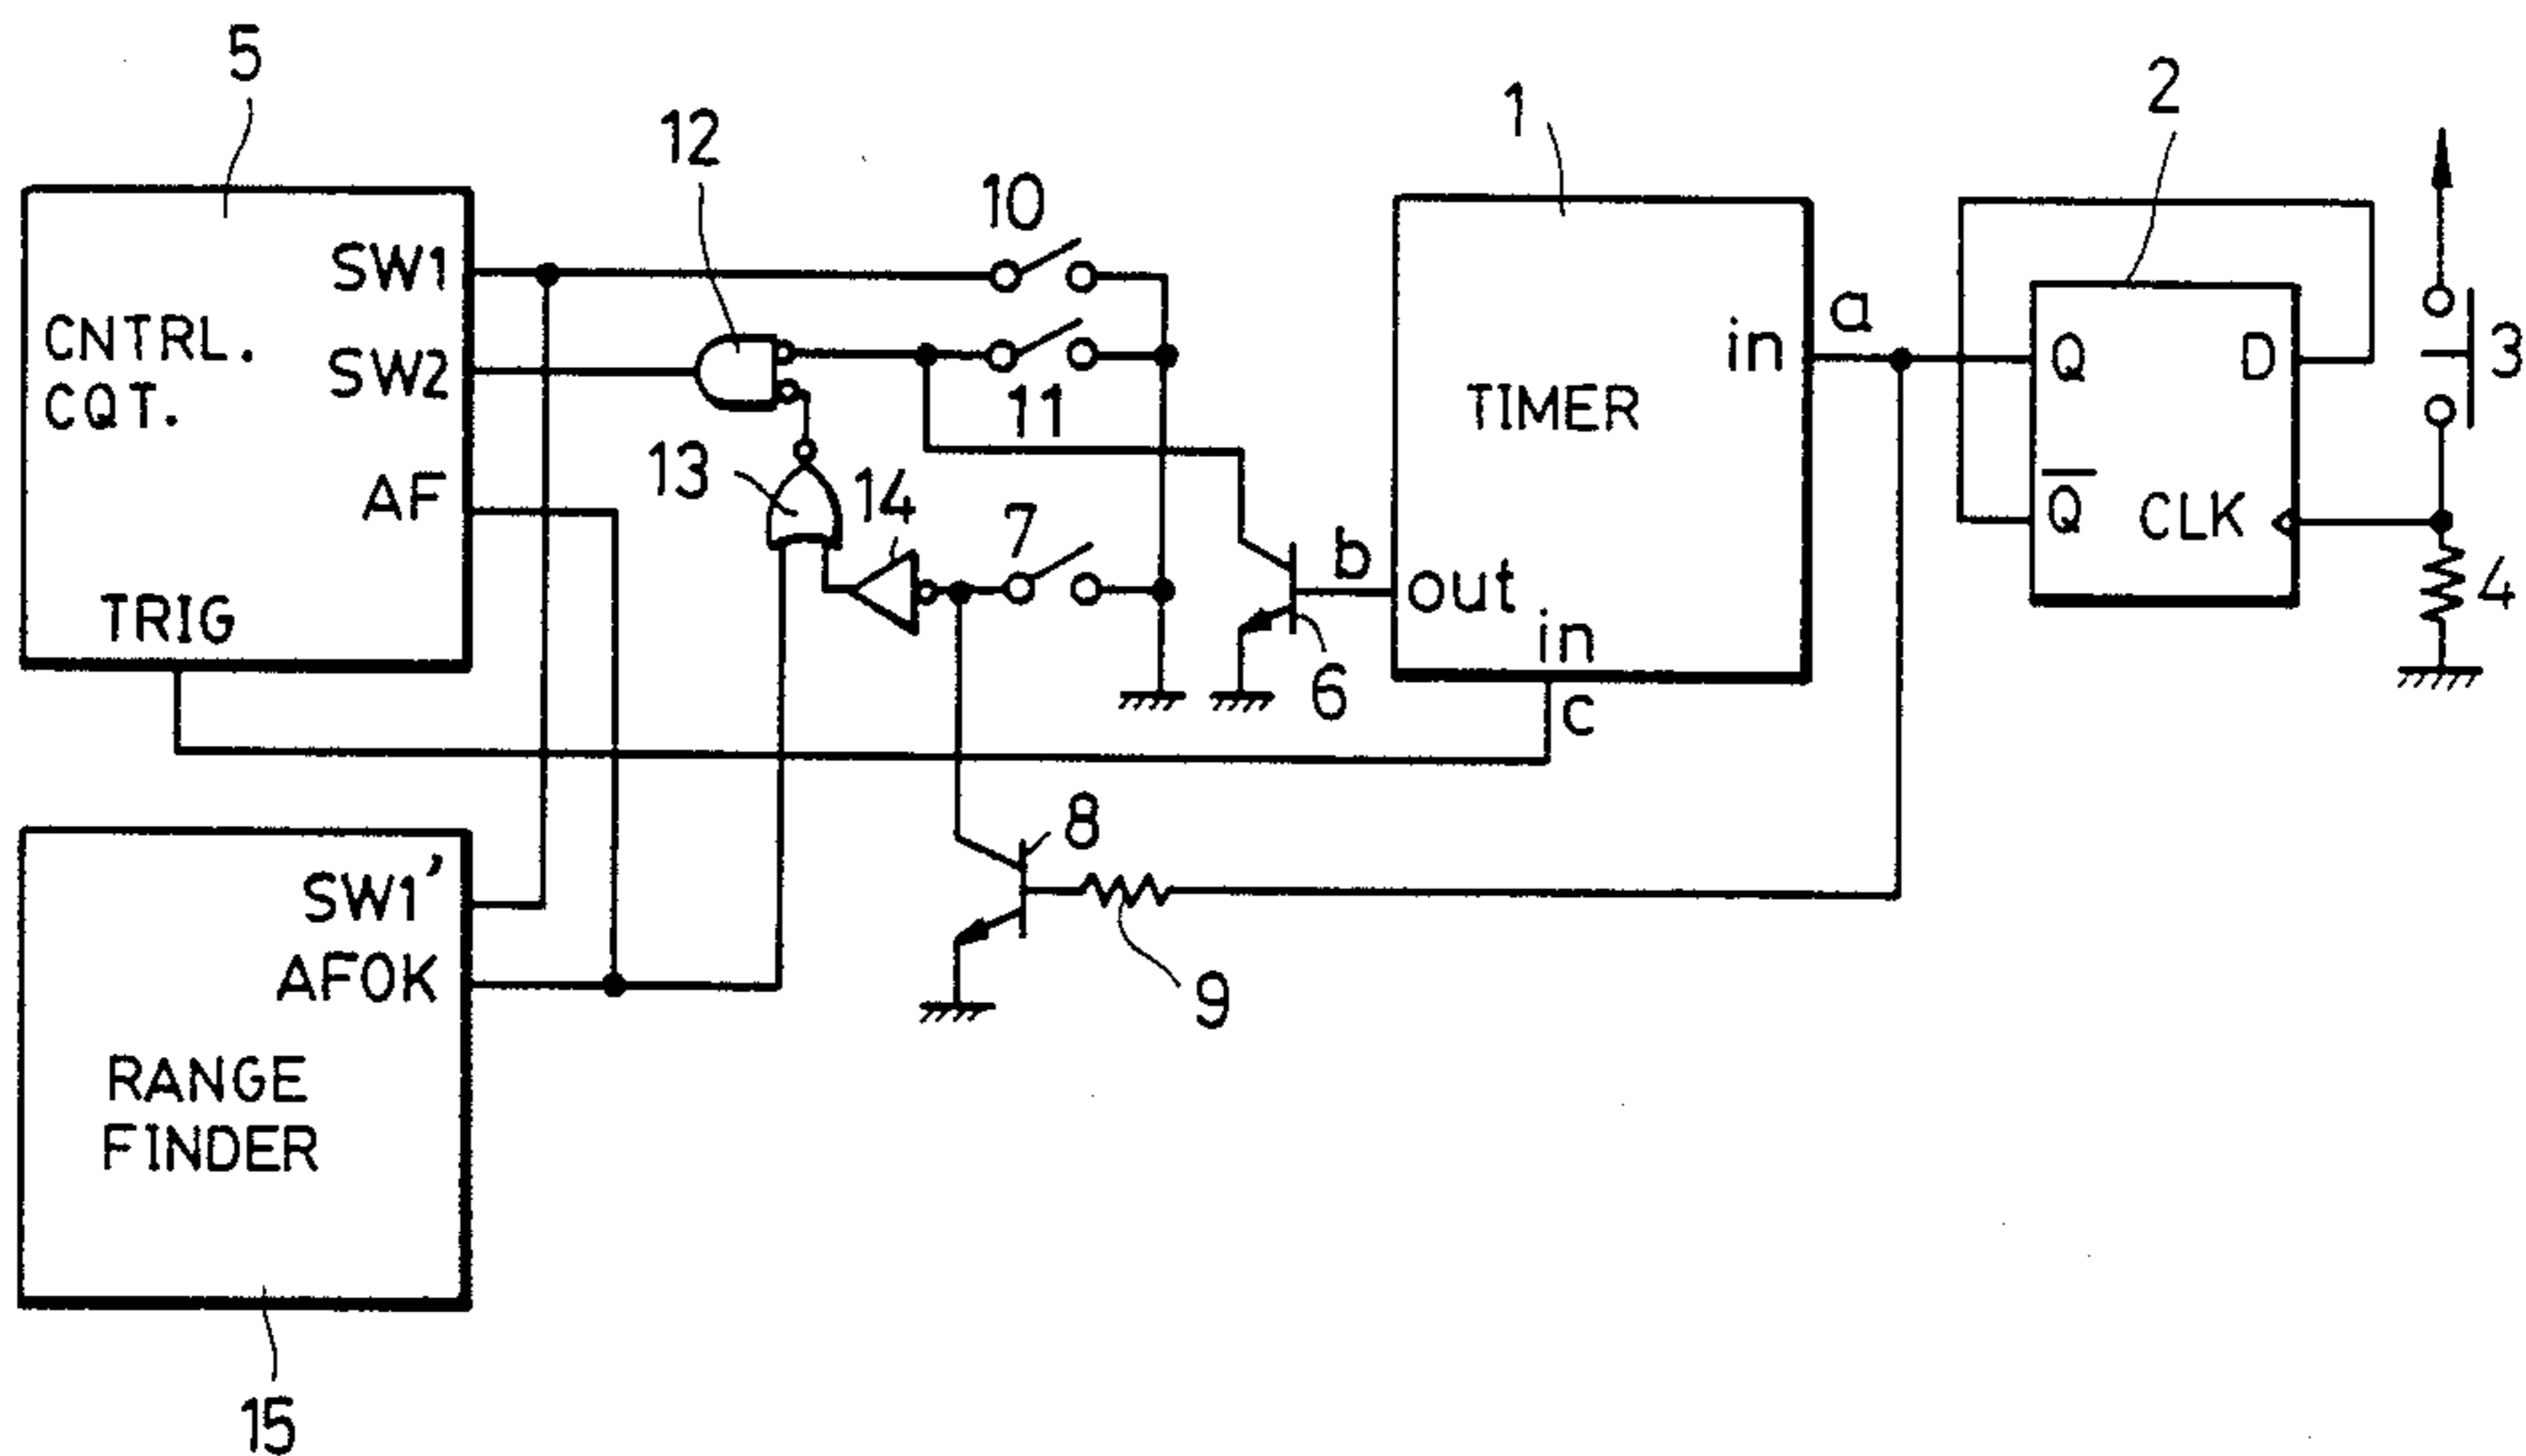 5
12
10
1
2
SW1
CNTRL.
CQT.
SW2
AF
TRIG
11
13
14
7
TIMER
in
a
out
b
in
c
6
Q
D
Q̅
CLK
3
4
8
9
SW1'
AFOK
RANGE
FINDER
15